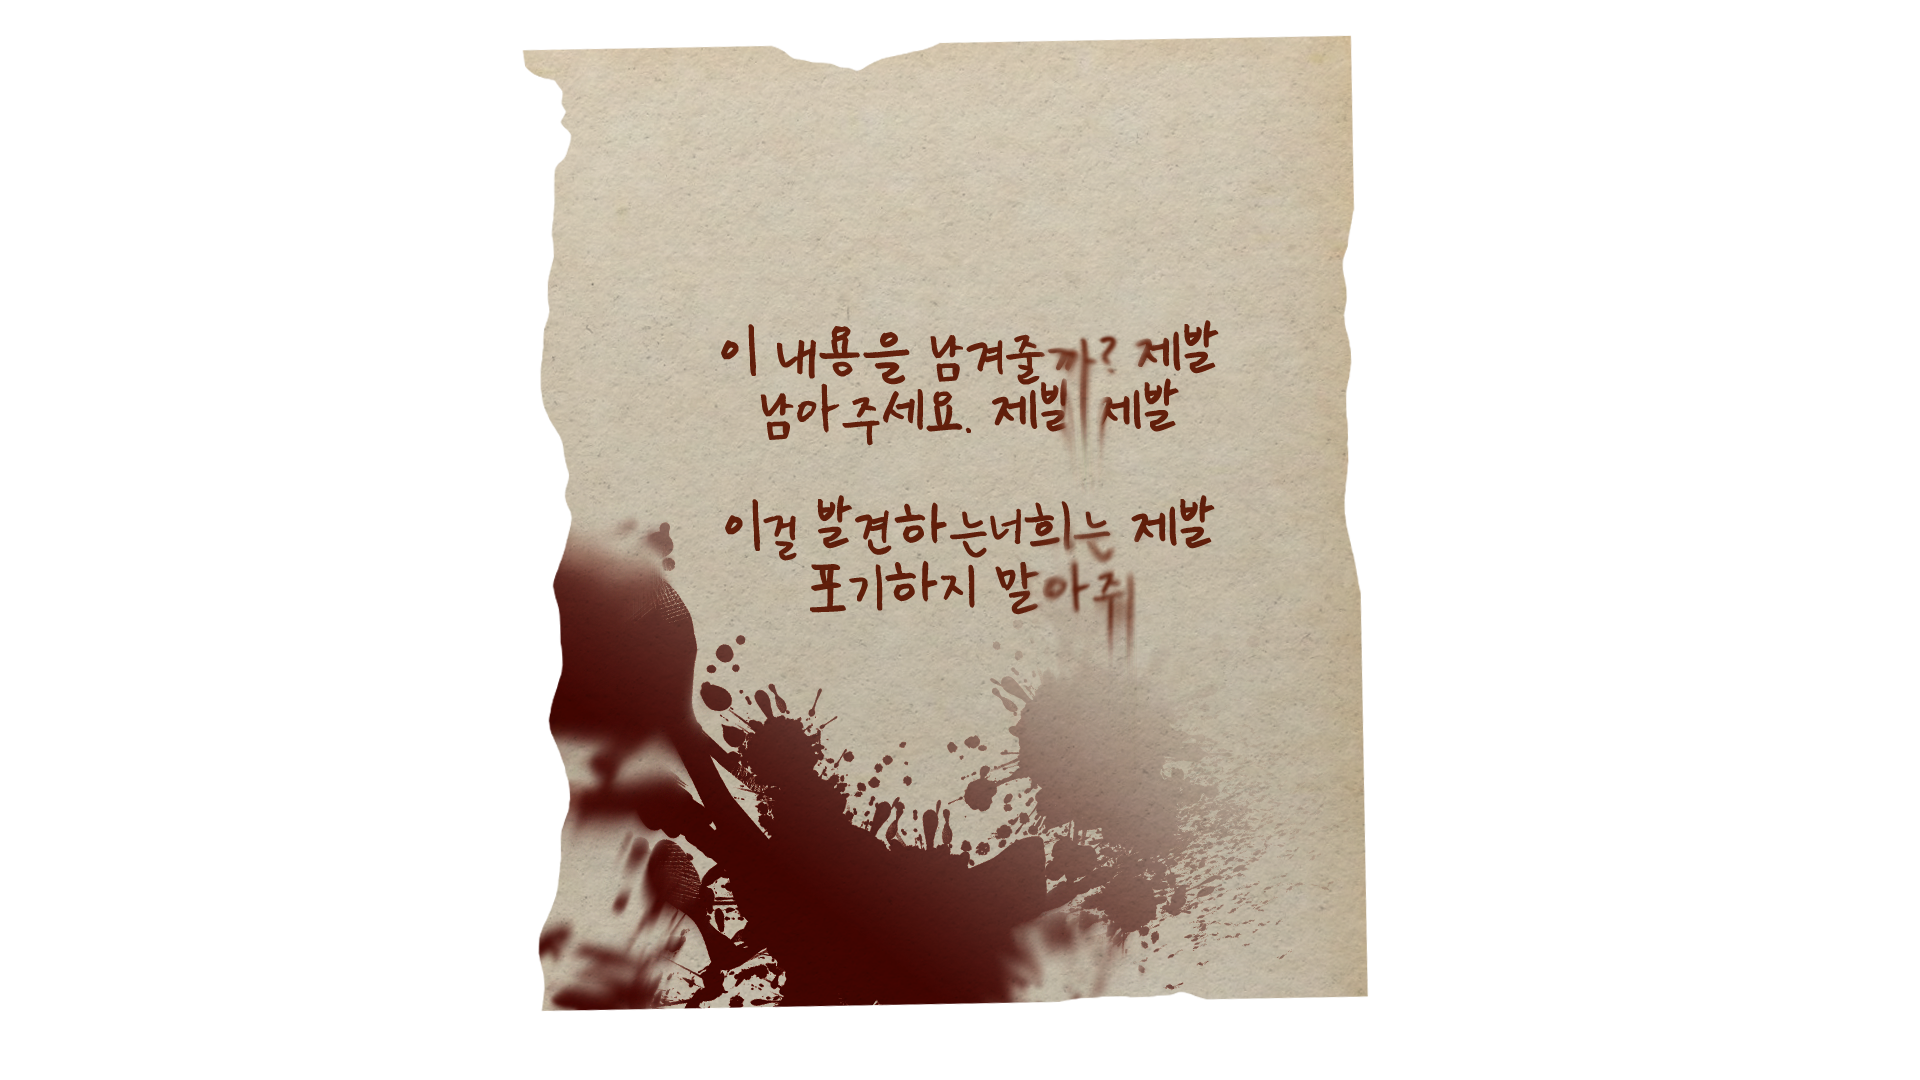 이 내용을 남겨줄까? 제발
남아주세요. 제발 제발
이걸 발견하는너희는 제발
포기하지 말아줘